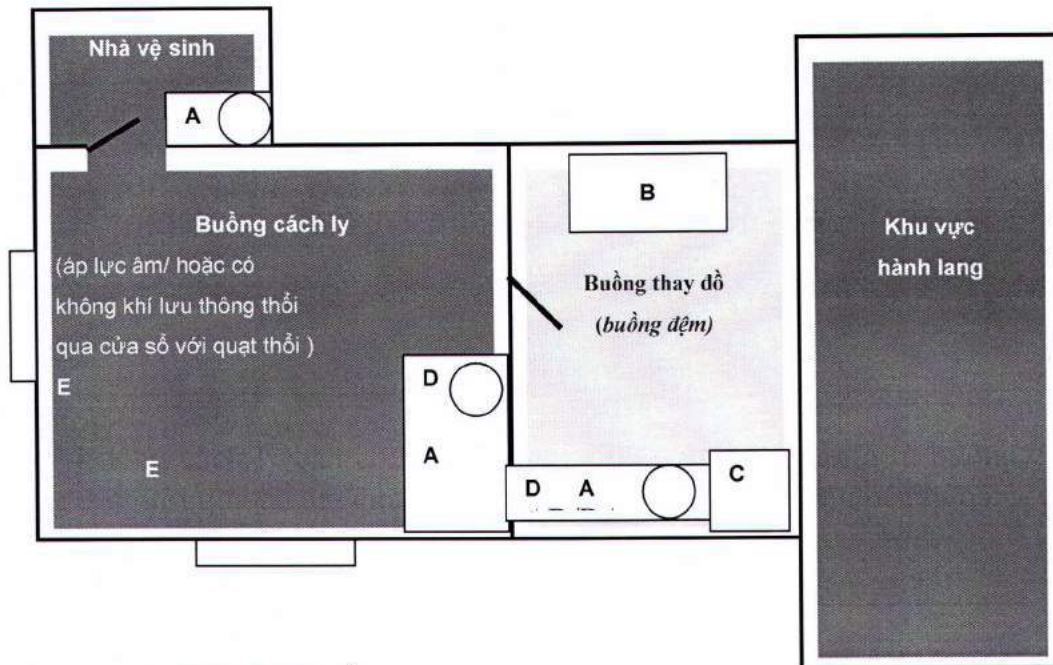 Nhà vệ sinh
A
Buồng cách ly
(áp lực âm/ hoặc có
không khí lưu thông thổi
qua cửa sổ với quạt thổi )
E
E
D
A
B
Buồng thay đồ
(buồng đệm)
D A
C
Khu vực
hành lang